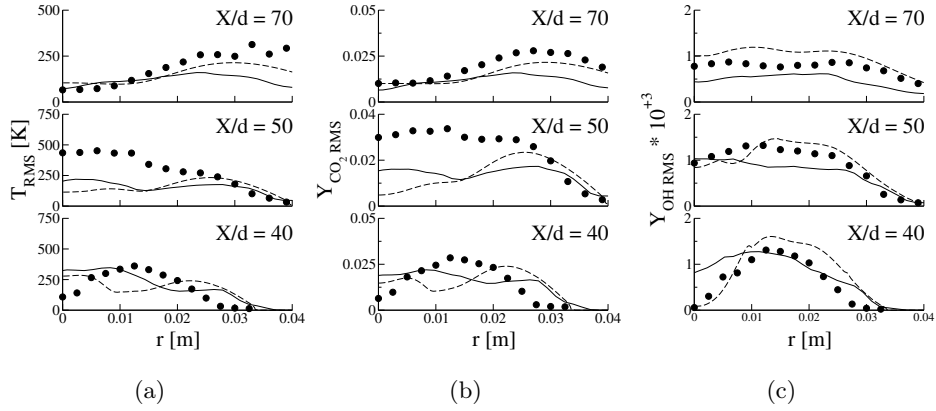 500
250
0
X/d = 70
750
500
250
0
X/d = 50
750
500
250
0
X/d = 40
0 0.01 0.02 0.03 0.04
r [m]
T_RMS [K]
(a)
0.05
0.025
0
X/d = 70
0.04
0.02
0
X/d = 50
0.05
0.025
0
X/d = 40
0 0.01 0.02 0.03 0.04
r [m]
Y_CO2 RMS
(b)
2
1
0
X/d = 70
2
1
0
X/d = 50
2
1
0
X/d = 40
0 0.01 0.02 0.03 0.04
r [m]
Y_OH RMS * 10^+3
(c)